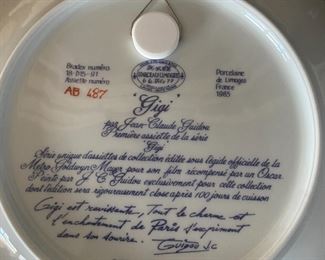 Bradex numéro
18-D15-9.1
Assiette numéro
AB 487
Porcelaine
de Limoges
France
1985
Gigi
par Jean-Claude Guidou
Première assiette de la série
Gigi
Série unique d'assiettes de collection éditée sous l'égide officielle de la
Metro Goldwyn Mayer pour son film récompensé par un Oscar.
Peinte par J C Guidou exclusivement pour cette collection
dont l'édition sera rigoureusement close après 100 jours de cuisson
Gigi est ravissante, Tout le charme et
l'enchantement de Paris s'expriment
dans son sourire. Guidou J.C